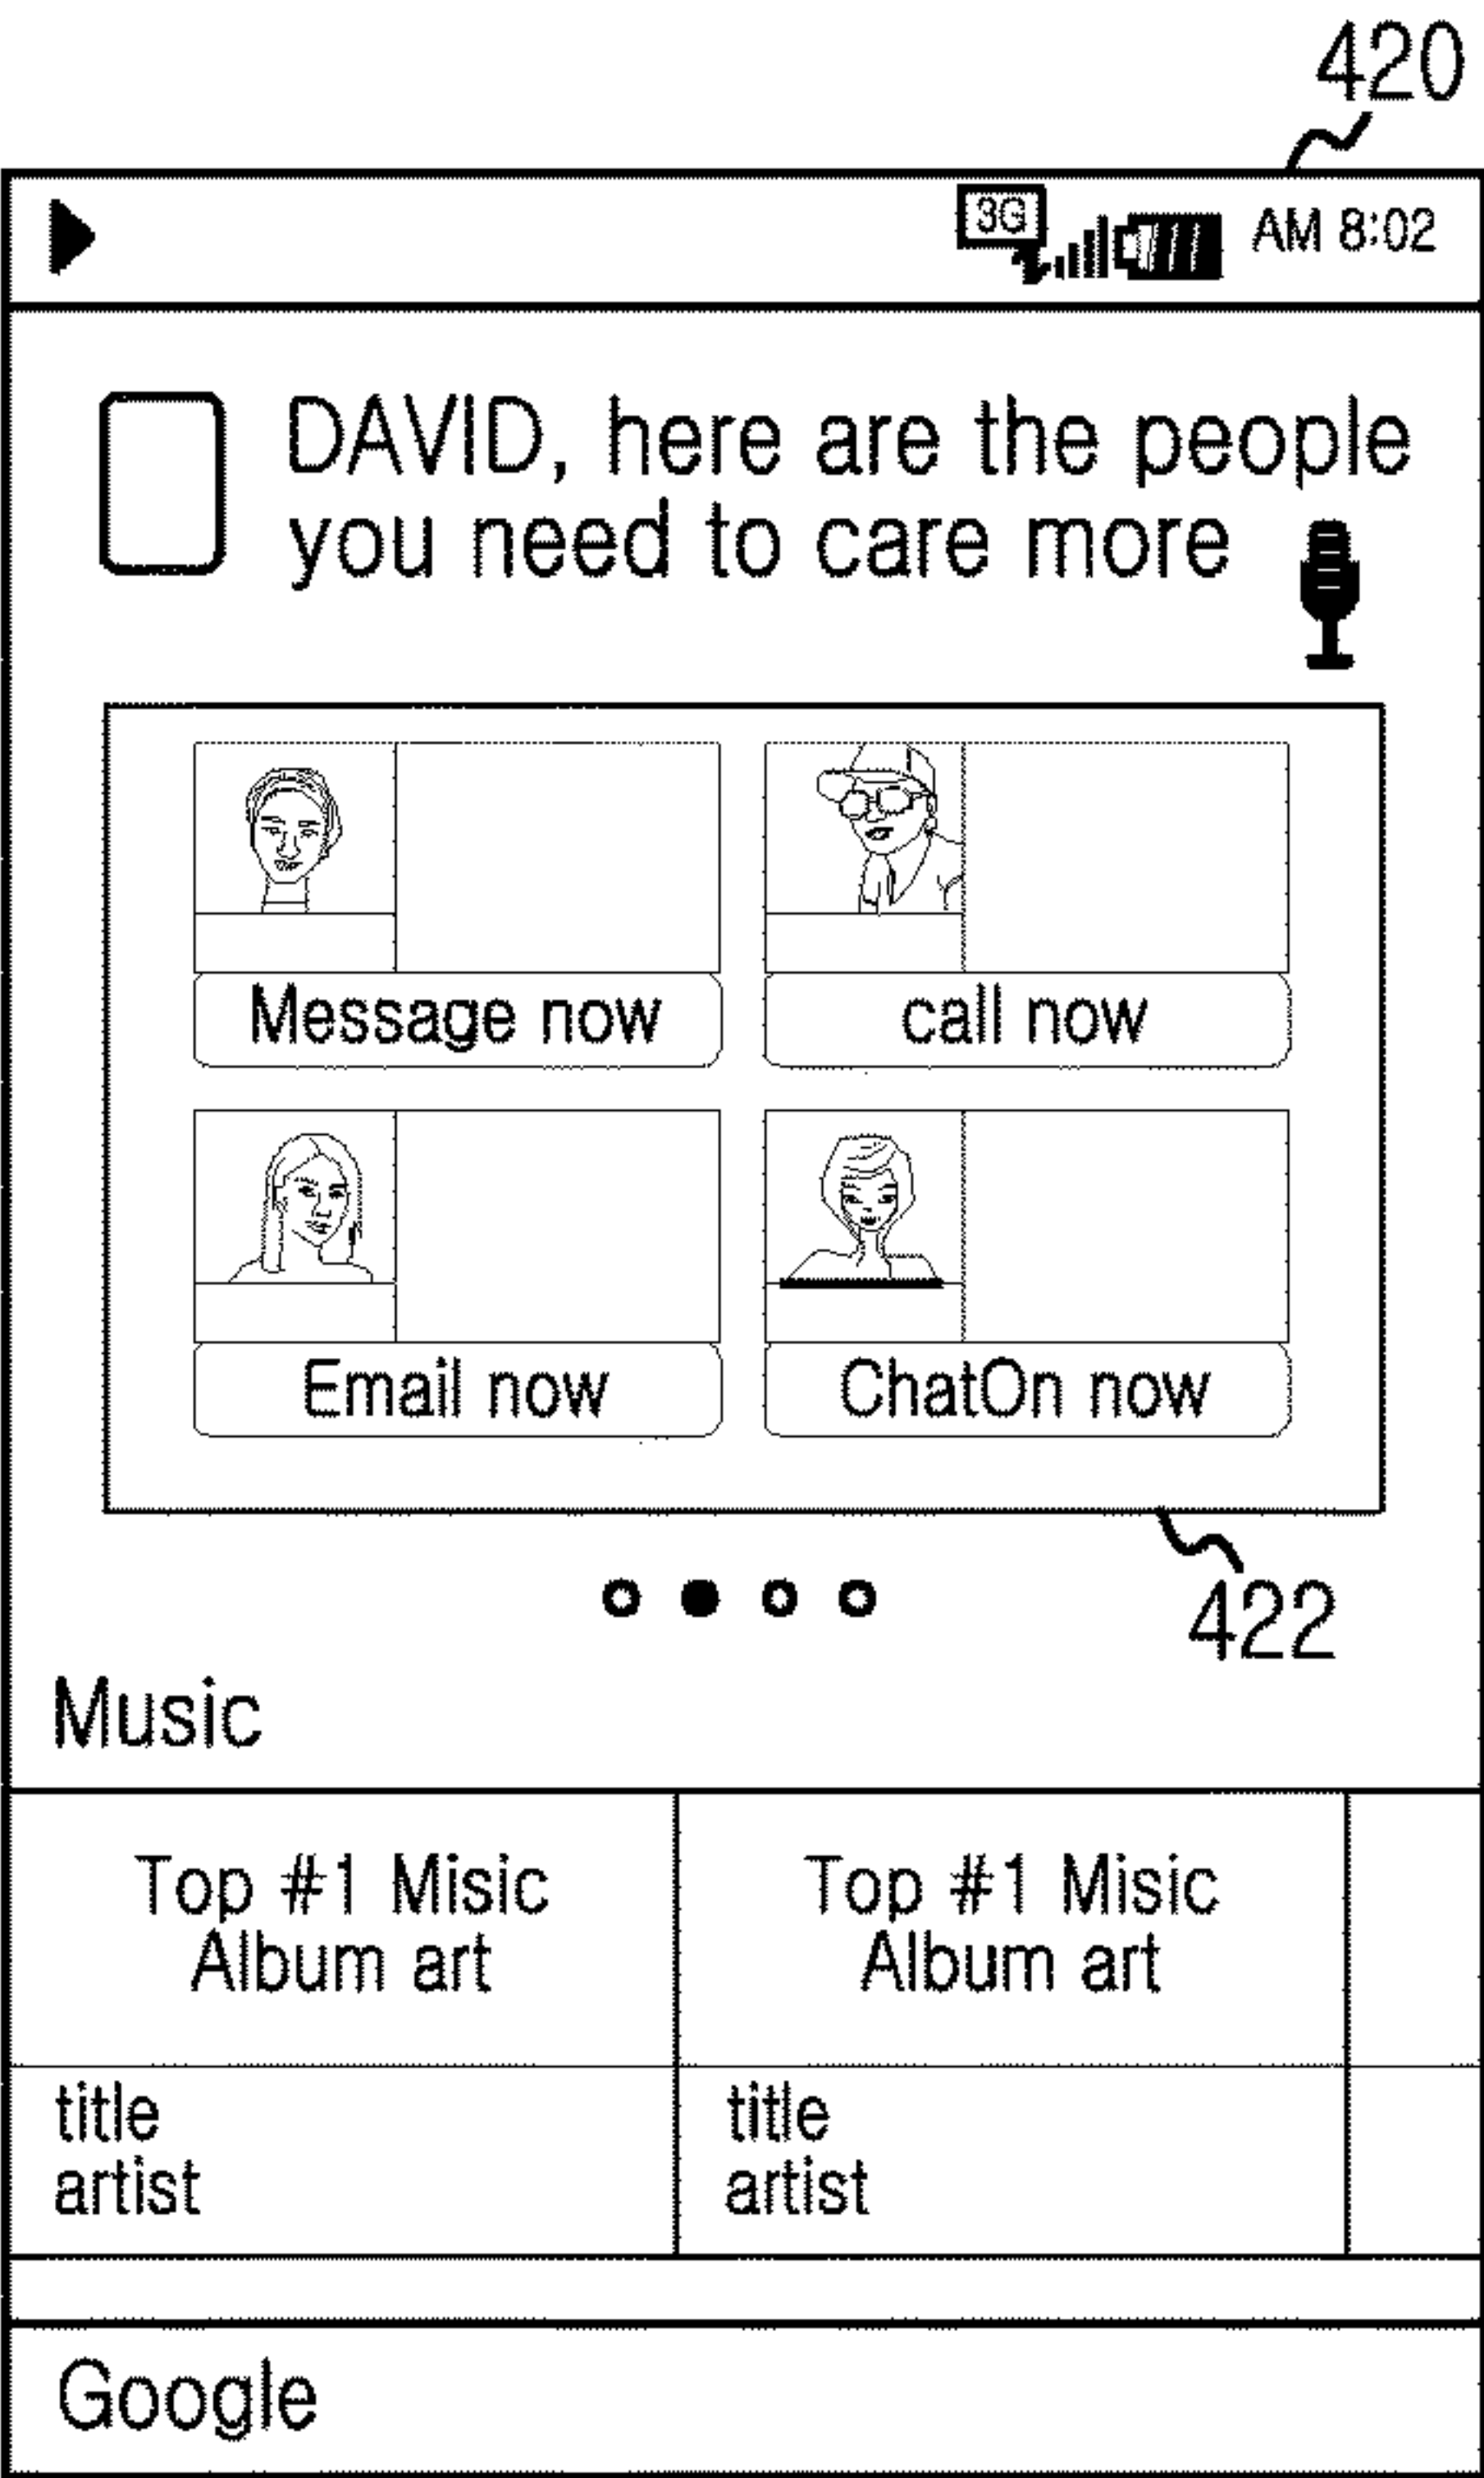 420
3G AM 8:02
DAVID, here are the people
you need to care more
Message now call now
Email now ChatOn now
422
Music
Top #1 Misic Top #1 Misic
Album art Album art
title title
artist artist
Google